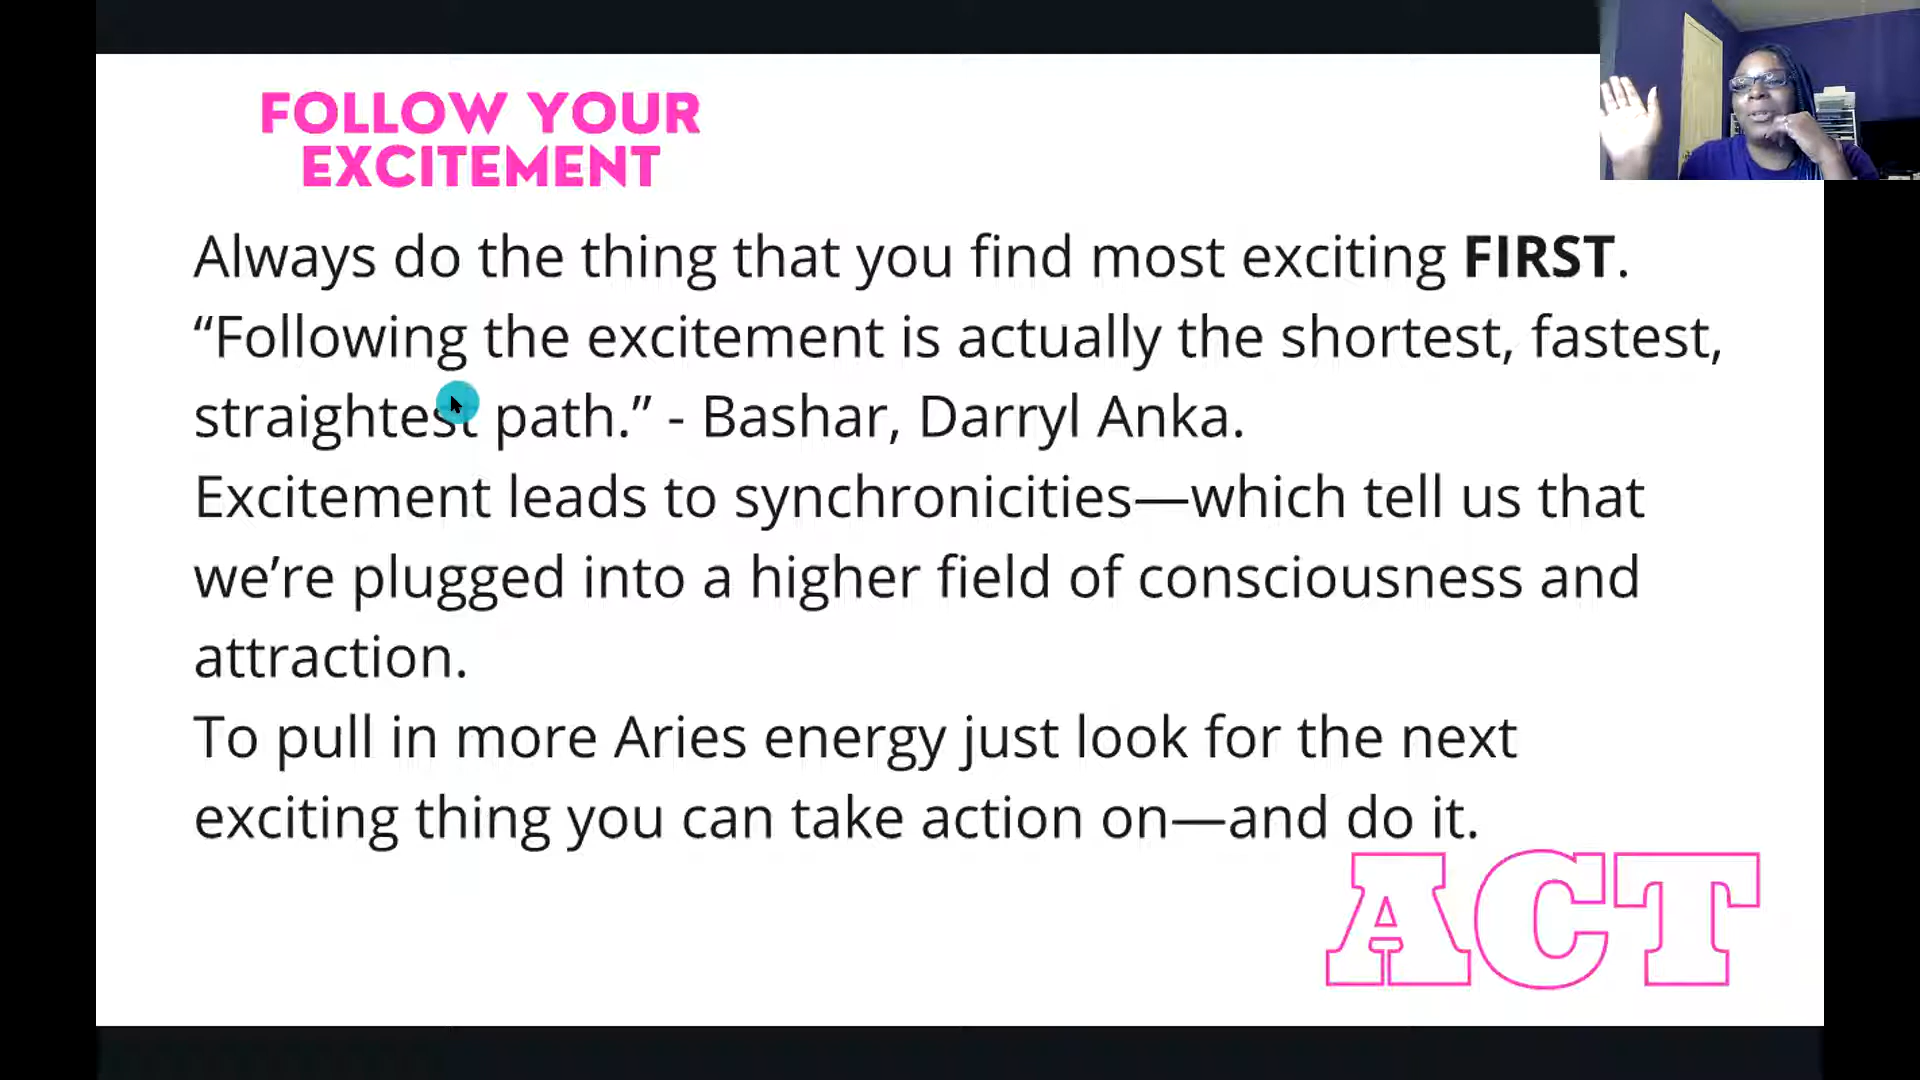 FOLLOW YOUR
EXCITEMENT
Always do the thing that you find most exciting FIRST.
“Following the excitement is actually the shortest, fastest,
straightest path.” - Bashar, Darryl Anka.
Excitement leads to synchronicities—which tell us that
we’re plugged into a higher field of consciousness and
attraction.
To pull in more Aries energy just look for the next
exciting thing you can take action on—and do it.
ACT